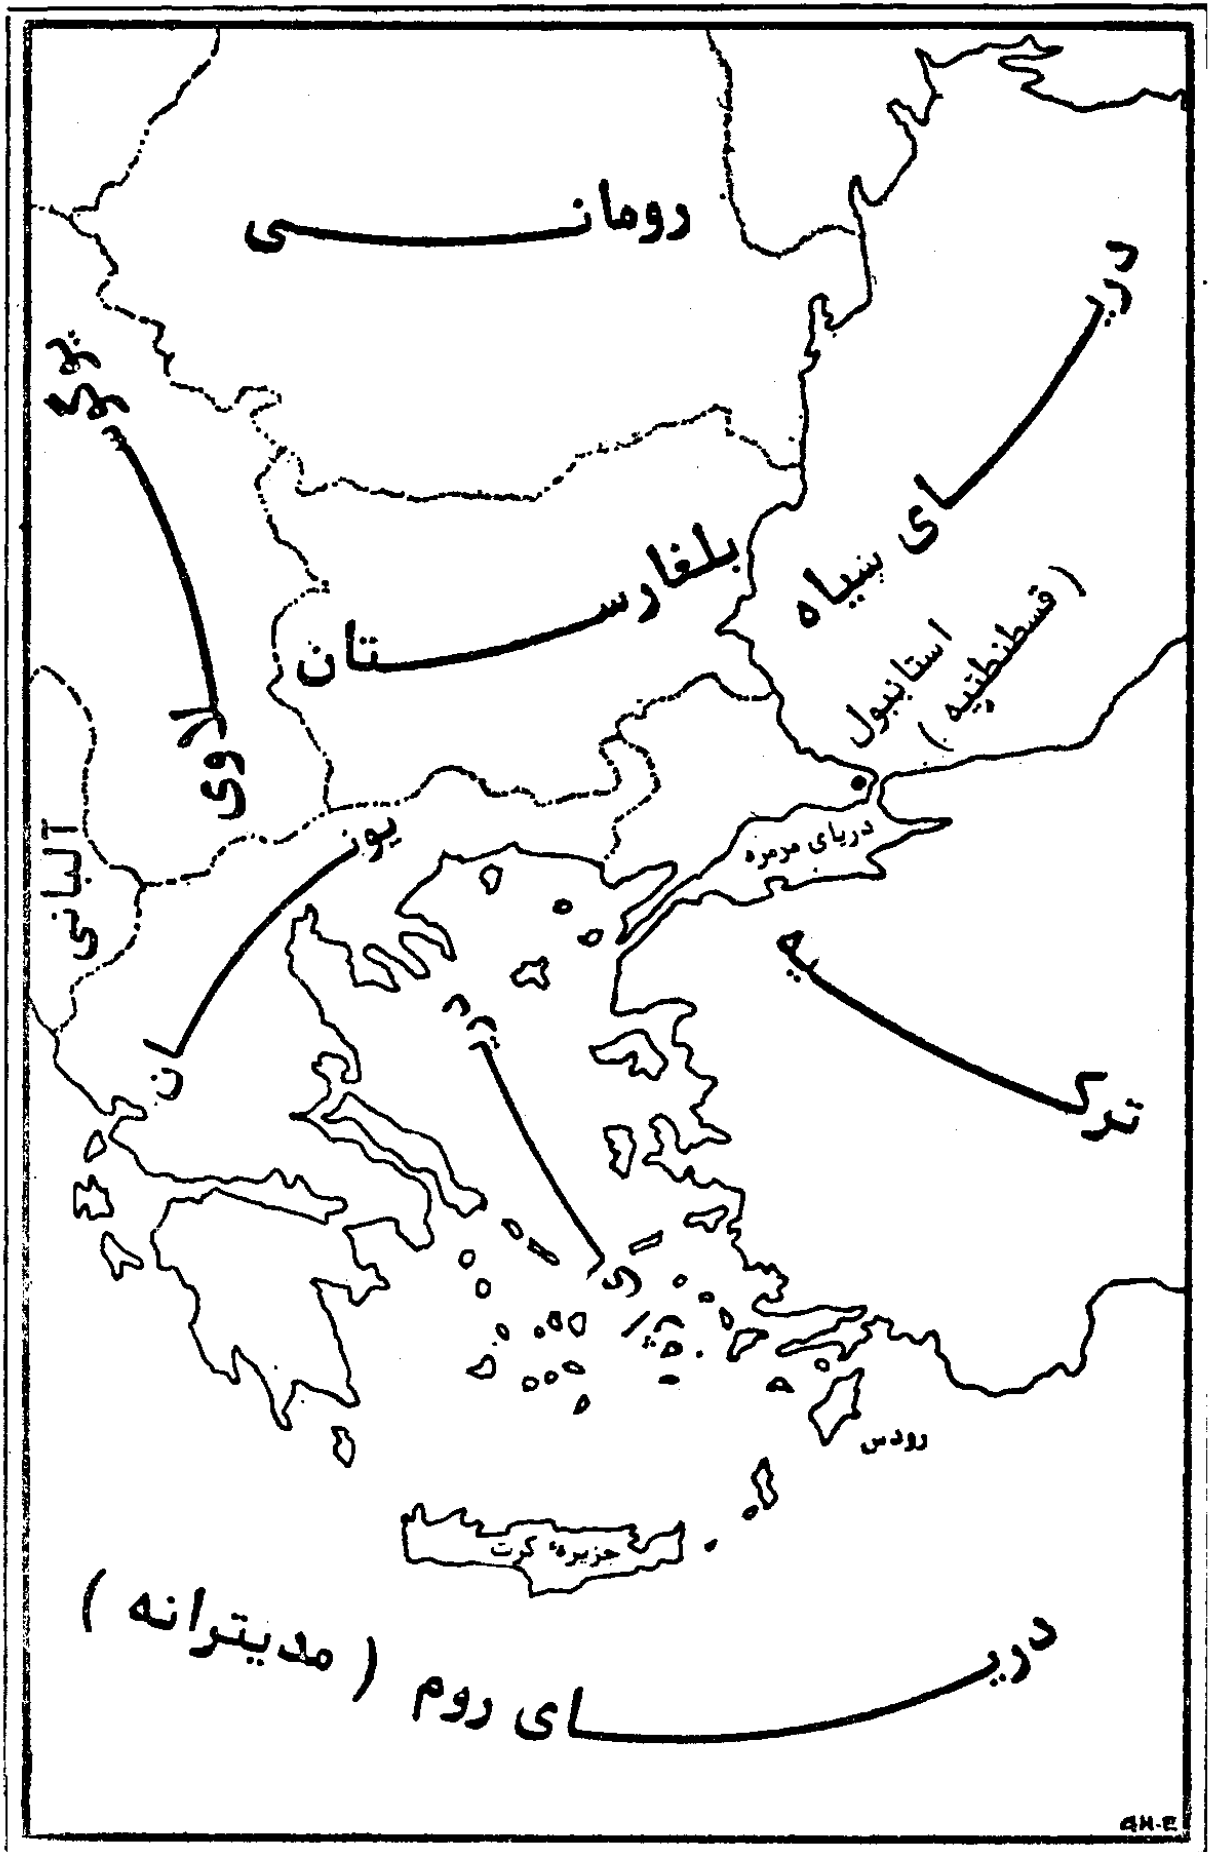 رومانی
دریای سیاه
یوگوسلاوی
بلغارستان
استانبول
(قسطنطنیه)
آلبانی
یونان
دریای مرمره
ترکیه
دریای اژه
رودس
جزیرهٔ کرت
دریای روم (مدیترانه)